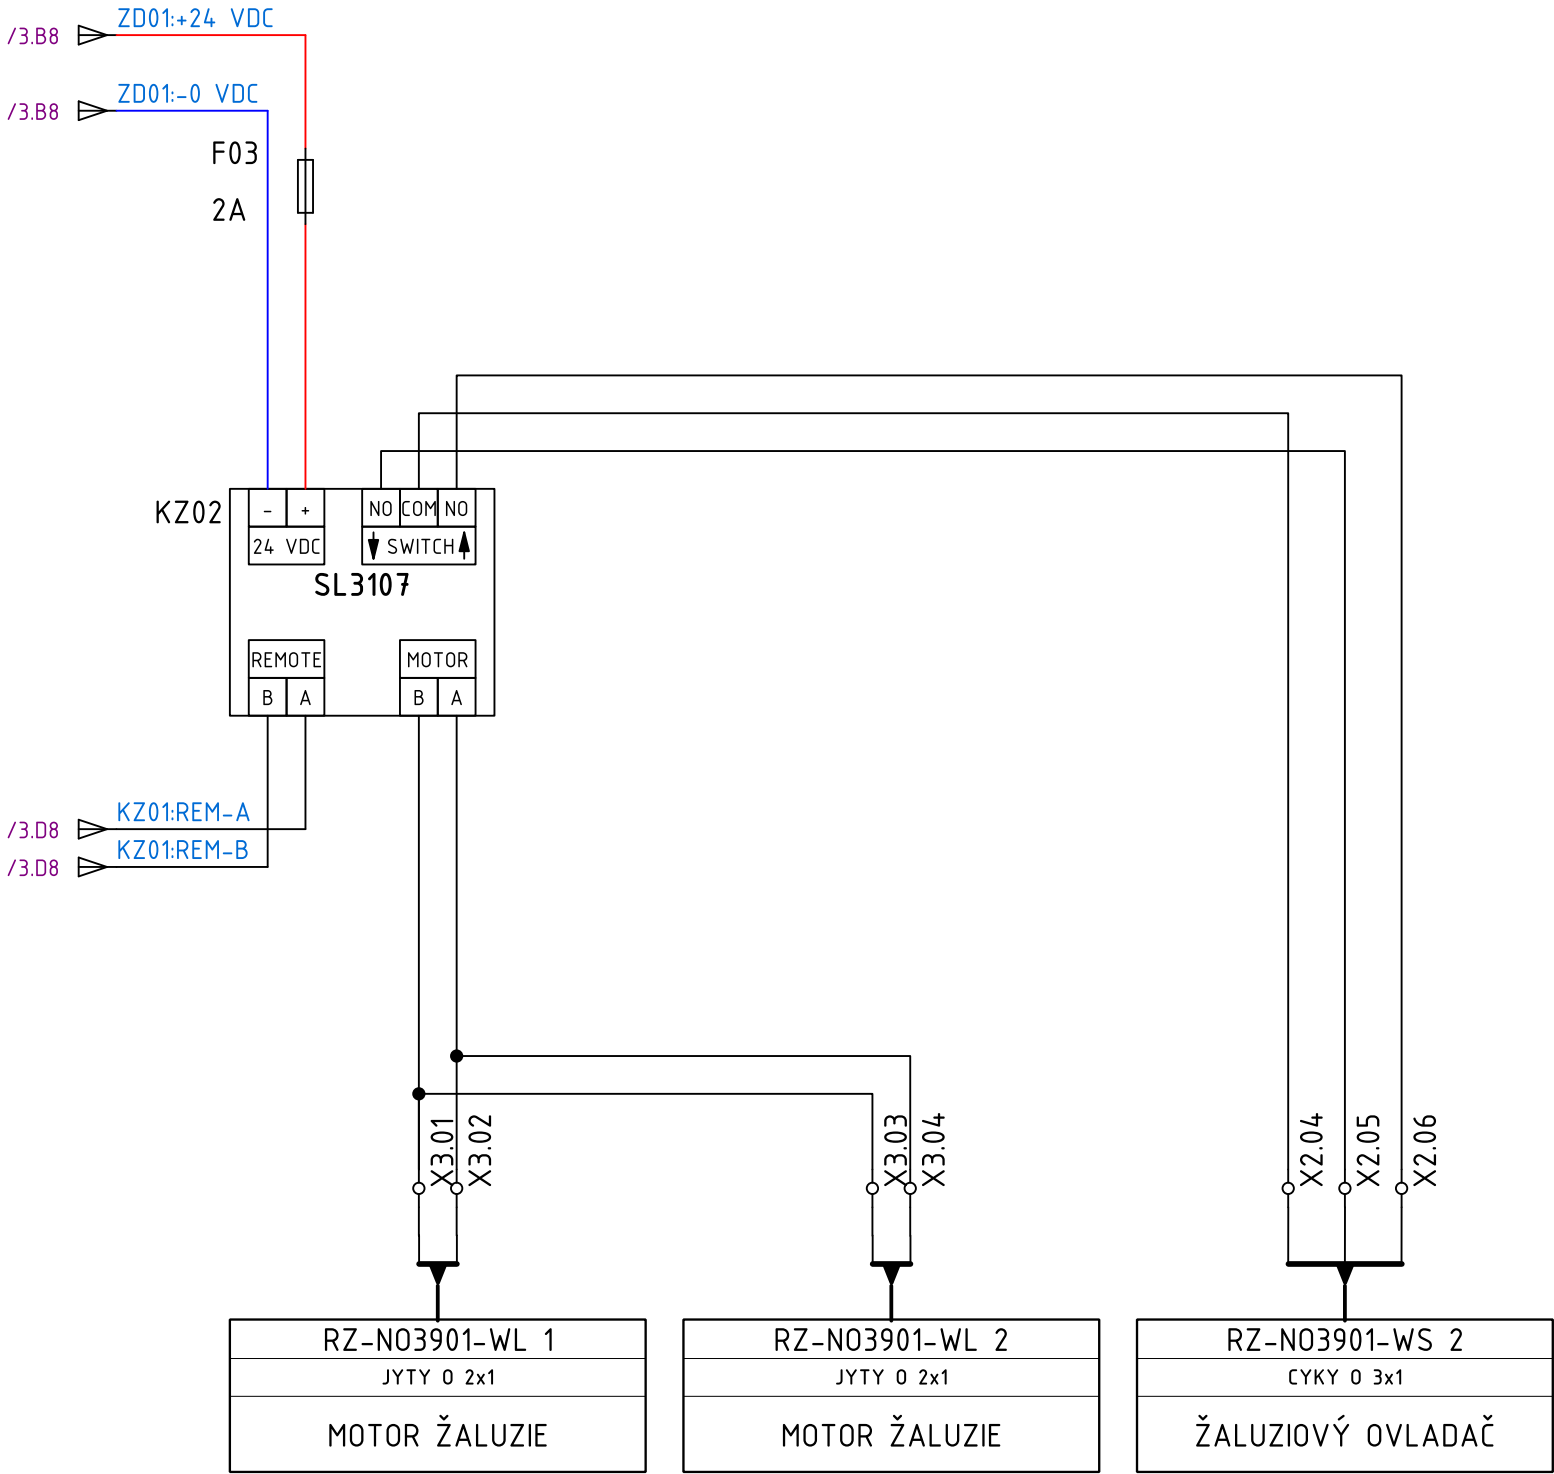 ZD01:+24 VDC
/3.B8
ZD01:-0 VDC
/3.B8
F03
2A
KZ02
- + NO COM NO
24 VDC SWITCH
SL3107
REMOTE MOTOR
B A B A
KZ01:REM-A
/3.D8
KZ01:REM-B
/3.D8
X3.01
X3.02
X3.03
X3.04
X2.04
X2.05
X2.06
RZ-NO3901-WL 1
JYTY O 2x1
MOTOR ŽALUZIE
RZ-NO3901-WL 2
JYTY O 2x1
MOTOR ŽALUZIE
RZ-NO3901-WS 2
CYKY O 3x1
ŽALUZIOVÝ OVLADAČ